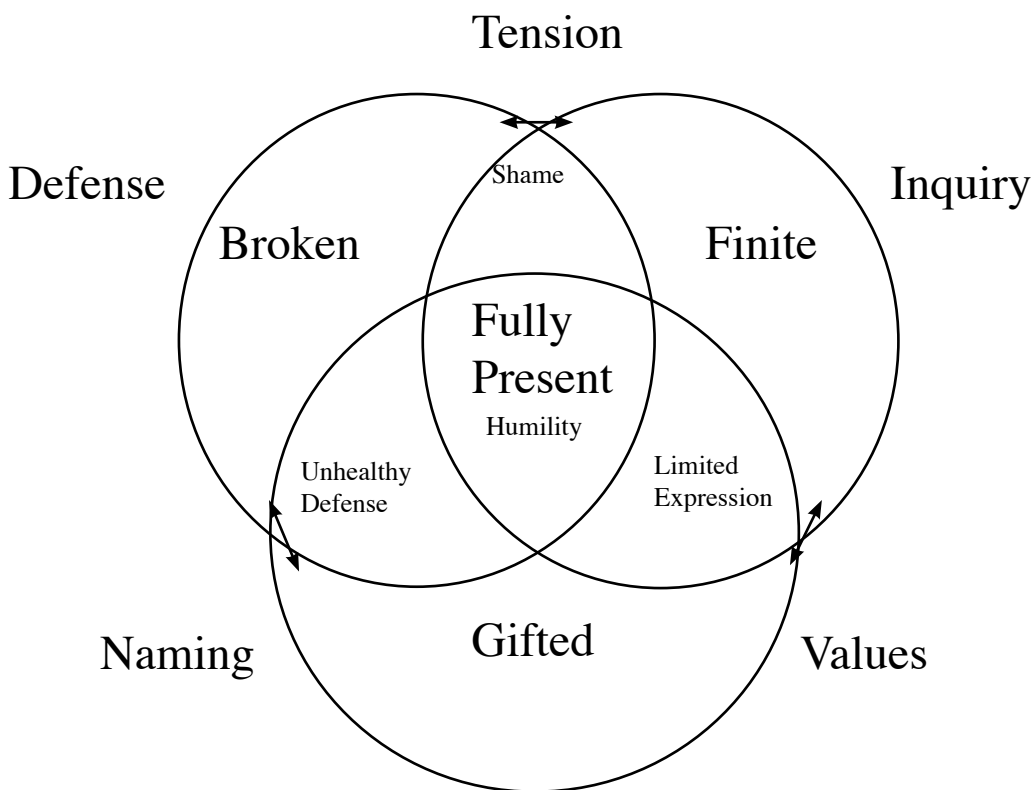 Tension
Defense
Inquiry
Shame
Broken
Finite
Fully
Present
Humility
Unhealthy
Defense
Limited
Expression
Naming
Gifted
Values